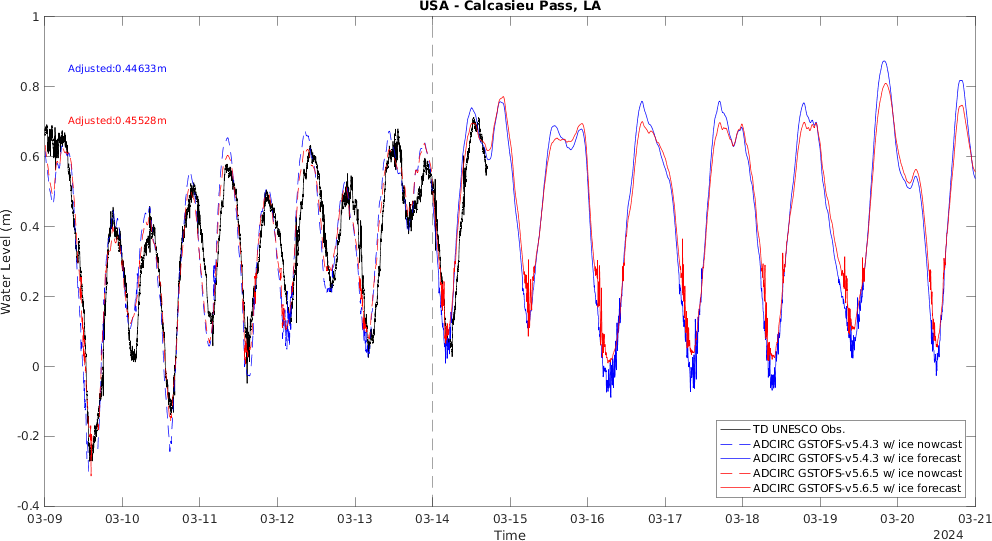 USA - Calcasieu Pass, LA
1
0.8
0.6
0.4
0.2
0
-0.2
-0.4
Water Level (m)
Adjusted:0.44633m
Adjusted:0.45528m
TD UNESCO Obs.
ADCIRC GSTOFS-v5.4.3 w/ ice nowcast
ADCIRC GSTOFS-v5.4.3 w/ ice forecast
ADCIRC GSTOFS-v5.6.5 w/ ice nowcast
ADCIRC GSTOFS-v5.6.5 w/ ice forecast
03-09 03-10 03-11 03-12 03-13 03-14 03-15 03-16 03-17 03-18 03-19 03-20 03-21
Time
2024